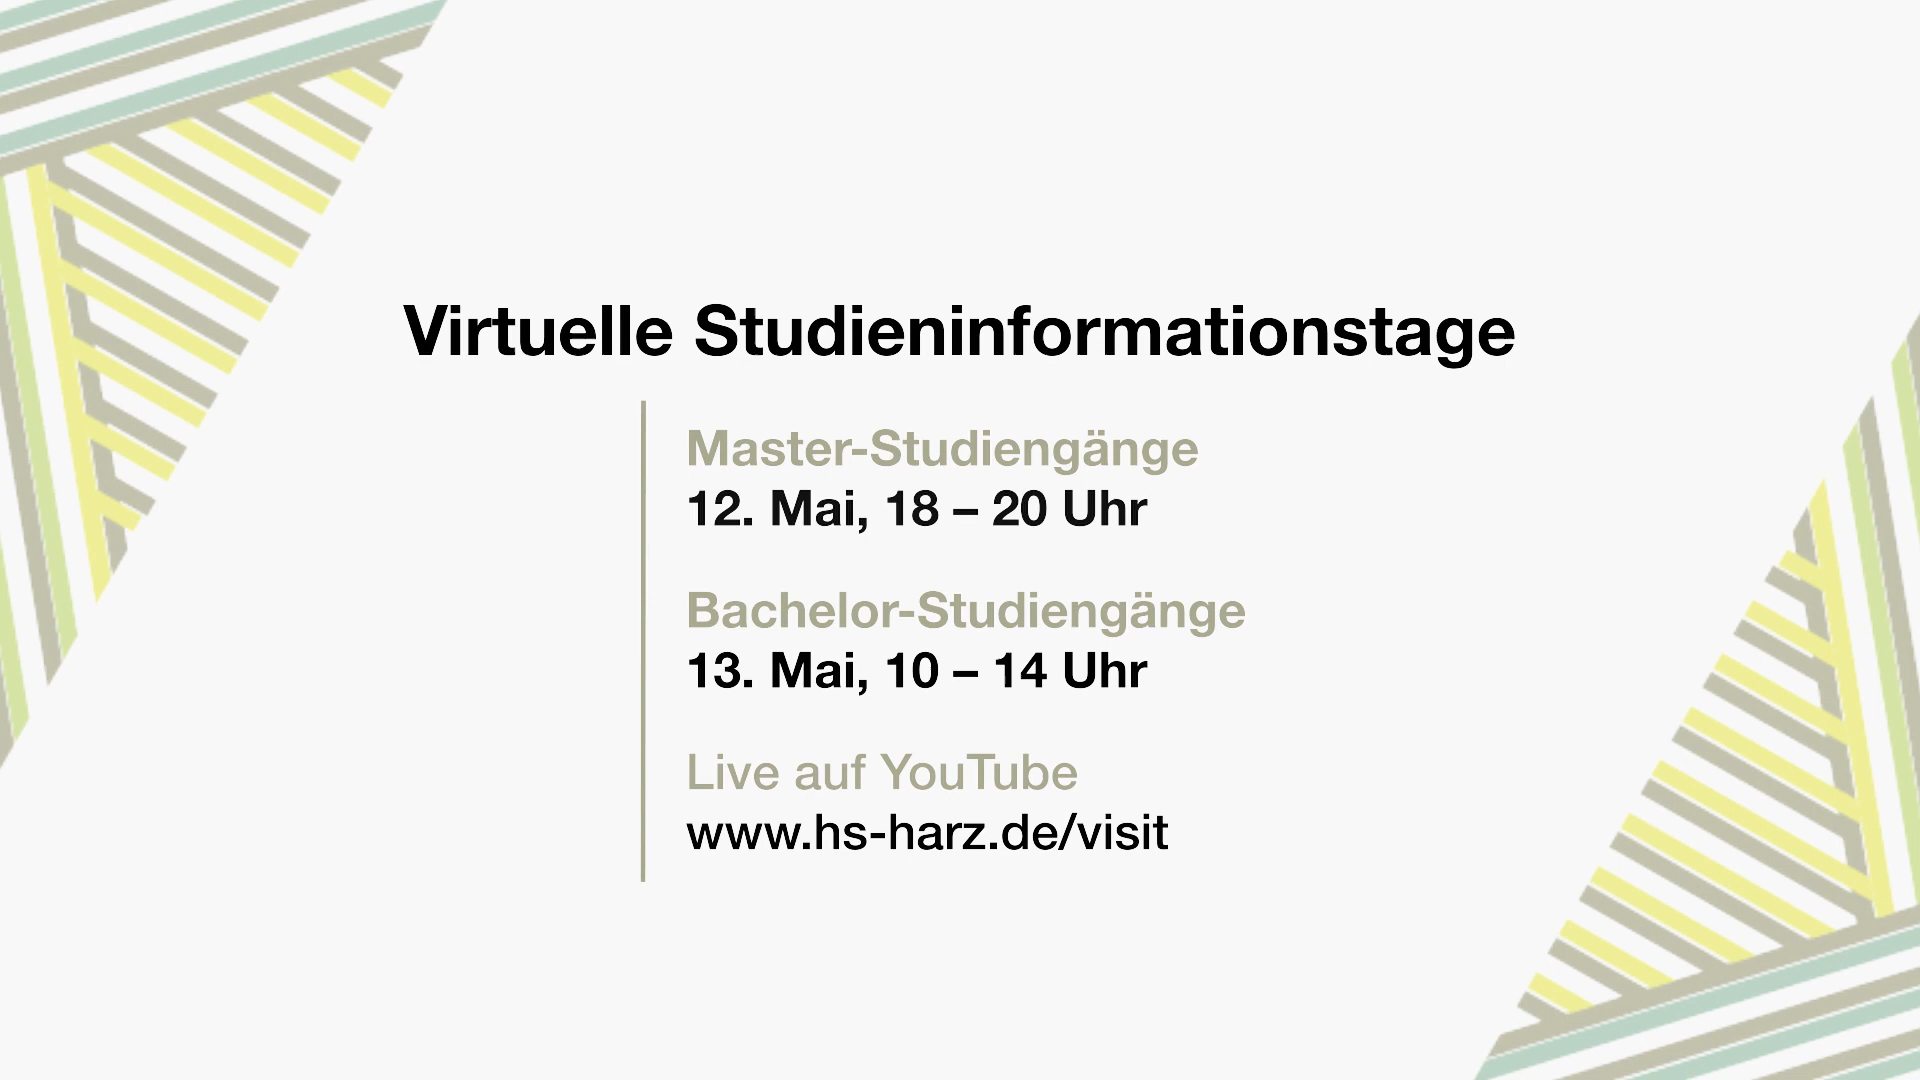 Virtuelle Studieninformationstage
Master-Studiengänge
12. Mai, 18 – 20 Uhr
Bachelor-Studiengänge
13. Mai, 10 – 14 Uhr
Live auf YouTube
www.hs-harz.de/visit